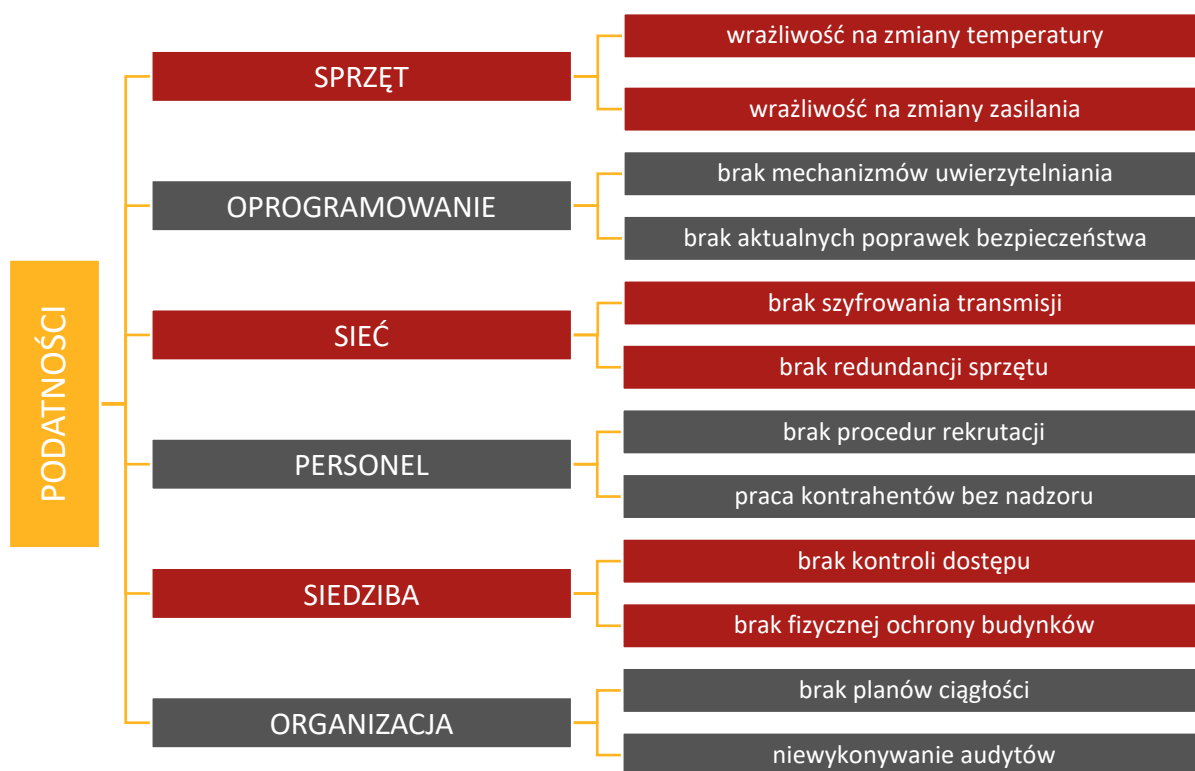 PODATNOŚCI
SPRZĘT
wrażliwość na zmiany temperatury
wrażliwość na zmiany zasilania
OPROGRAMOWANIE
brak mechanizmów uwierzytelniania
brak aktualnych poprawek bezpieczeństwa
SIEĆ
brak szyfrowania transmisji
brak redundancji sprzętu
PERSONEL
brak procedur rekrutacji
praca kontrahentów bez nadzoru
SIEDZIBA
brak kontroli dostępu
brak fizycznej ochrony budynków
ORGANIZACJA
brak planów ciągłości
niewykonywanie audytów